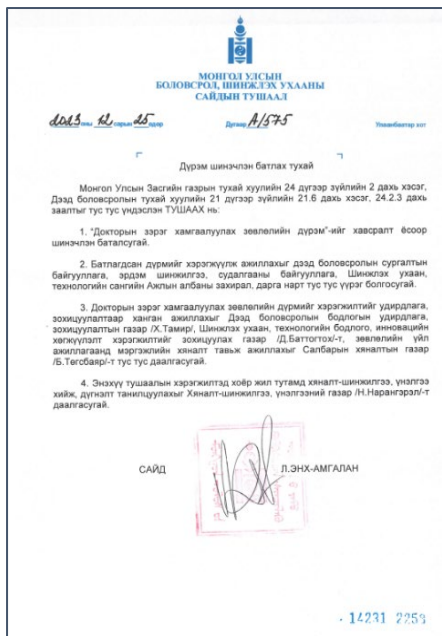 МОНГОЛ УЛСЫН
БОЛОВСРОЛ, ШИНЖЛЭХ УХААНЫ
САЙДЫН ТУШААЛ
2023 оны 12 сарын 25 өдөр Дугаар А/575 Улаанбаатар хот
Дүрэм шинэчлэн батлах тухай
Монгол Улсын Засгийн газрын тухай хуулийн 24 дүгээр зүйлийн 2 дахь хэсэг,
Дээд боловсролын тухай хуулийн 21 дүгээр зүйлийн 21.6 дахь хэсэг, 24.2.3 дахь
заалтыг тус тус үндэслэн ТУШААХ нь:
1. "Докторын зэрэг хамгаалуулах зөвлөлийн дүрэм"-ийг хавсралт ёсоор
шинэчлэн баталсугай.
2. Батлагдсан дүрмийг хэрэгжүүлж ажиллахыг дээд боловсролын сургалтын
байгууллага, эрдэм шинжилгээ, судалгааны байгууллага, Шинжлэх ухаан,
технологийн сангийн Ажлын албаны захирал, дарга нарт тус тус үүрэг болгосугай.
3. Докторын зэрэг хамгаалуулах зөвлөлийн дүрмийг хэрэгжилтийг удирдлага,
зохицуулалтаар ханган ажиллахыг Дээд боловсролын бодлогын удирдлага,
зохицуулалтын газар /Х.Тамир/, Шинжлэх ухаан, технологийн бодлого, инновацийн
хөгжүүлэлт хэрэгжилтийг зохицуулах газар /Д.Баттогтох/-т, зөвлөлийн үйл
ажиллагаанд мэргэжлийн хяналт тавьж ажиллахыг Салбарын хяналтын газар
/Б.Төгсбаяр/-т тус тус даалгасугай.
4. Энэхүү тушаалын хэрэгжилтэд хоёр жил тутамд хяналт-шинжилгээ, үнэлгээ
хийж, дүгнэлт танилцуулахыг Хяналт-шинжилгээ, үнэлгээний газар /Н.Нарангэрэл/-т
даалгасугай.
САЙД Л.ЭНХ-АМГАЛАН
14231 2259